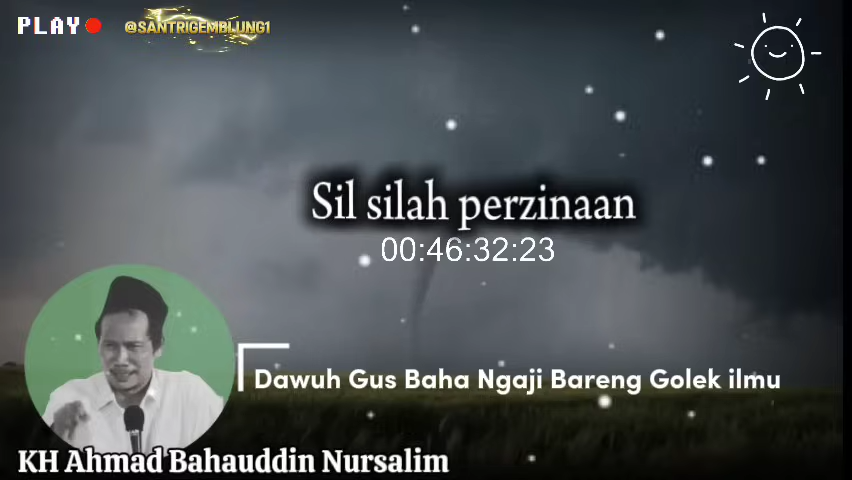 PLAY
@SANTRIGEMBLUNG1
Sil silah perzinaan
00:46:32:23
Dawuh Gus Baha Ngaji Bareng Golek ilmu
KH Ahmad Bahauddin Nursalim